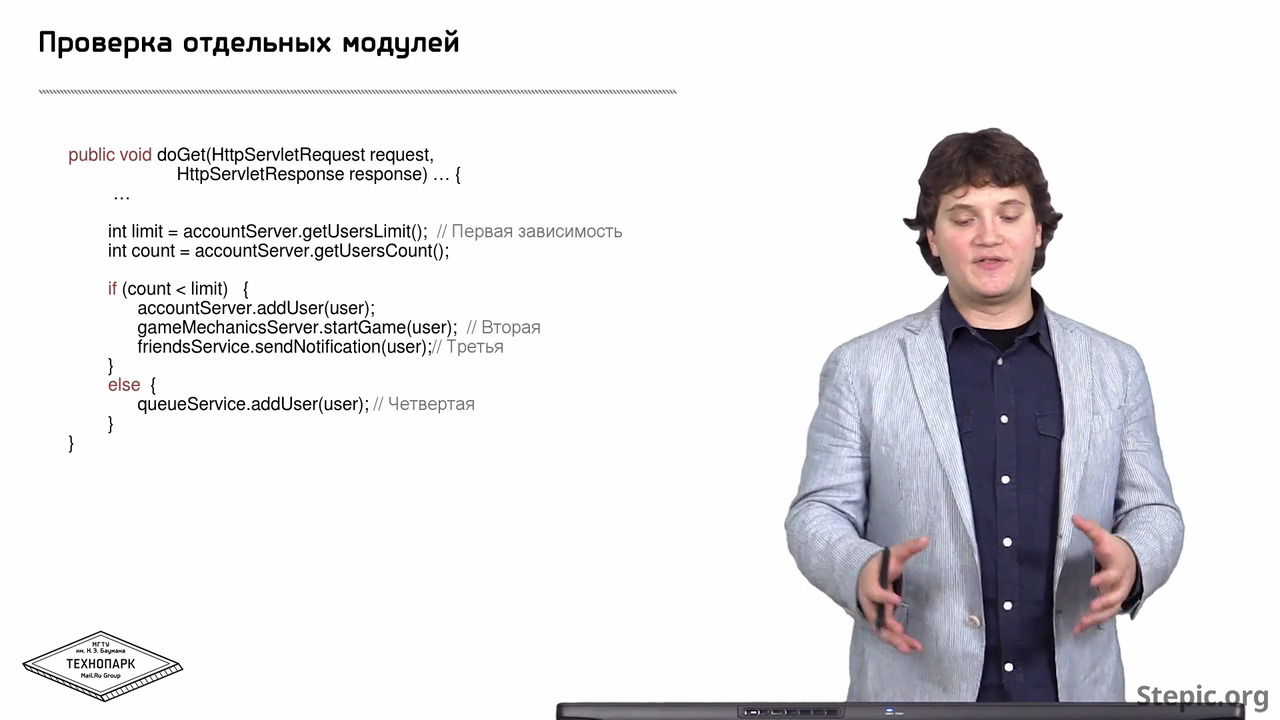 Проверка отдельных модулей
public void doGet(HttpServletRequest request,
HttpServletResponse response) … {
…
int limit = accountServer.getUsersLimit(); // Первая зависимость
int count = accountServer.getUsersCount();
if (count < limit) {
accountServer.addUser(user);
gameMechanicsServer.startGame(user); // Вторая
friendsService.sendNotification(user);// Третья
}
else {
queueService.addUser(user); // Четвертая
}
}
МГТУ
им. Н.Э. Баумана
ТЕХНОПАРК
Mail.Ru Group
Stepic.org